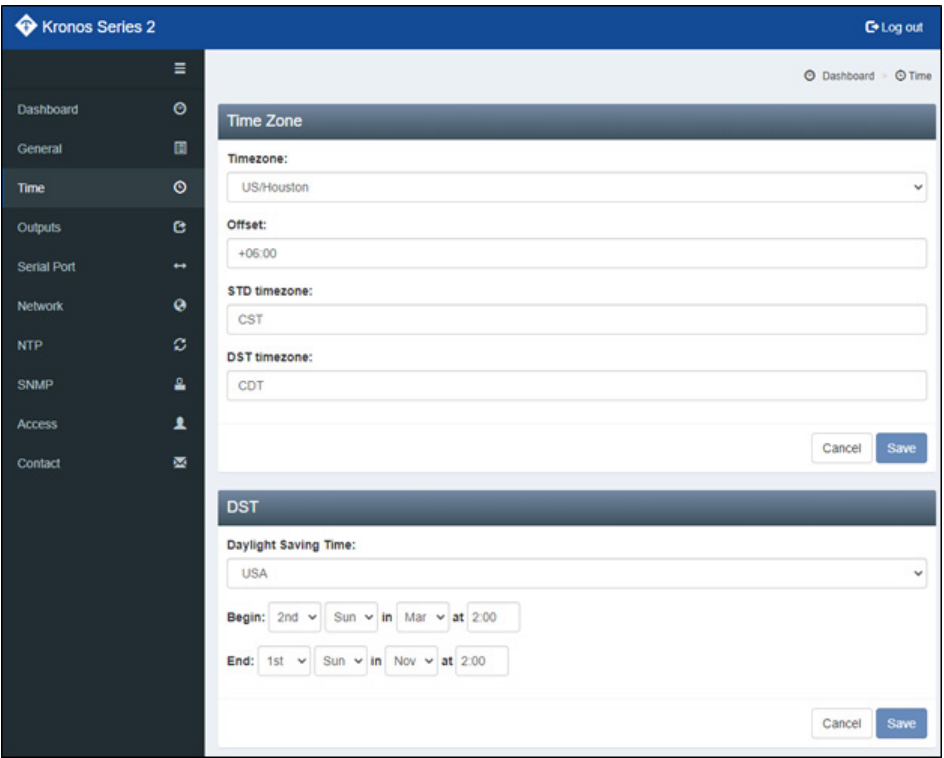 Kronos Series 2
Log out
Dashboard
Time
Dashboard
General
Time
Outputs
Serial Port
Network
NTP
SNMP
Access
Contact
Time Zone
Timezone:
US/Houston
Offset:
+06:00
STD timezone:
CST
DST timezone:
CDT
Cancel Save
DST
Daylight Saving Time:
USA
Begin: 2nd Sun in Mar at 2:00
End: 1st Sun in Nov at 2:00
Cancel Save